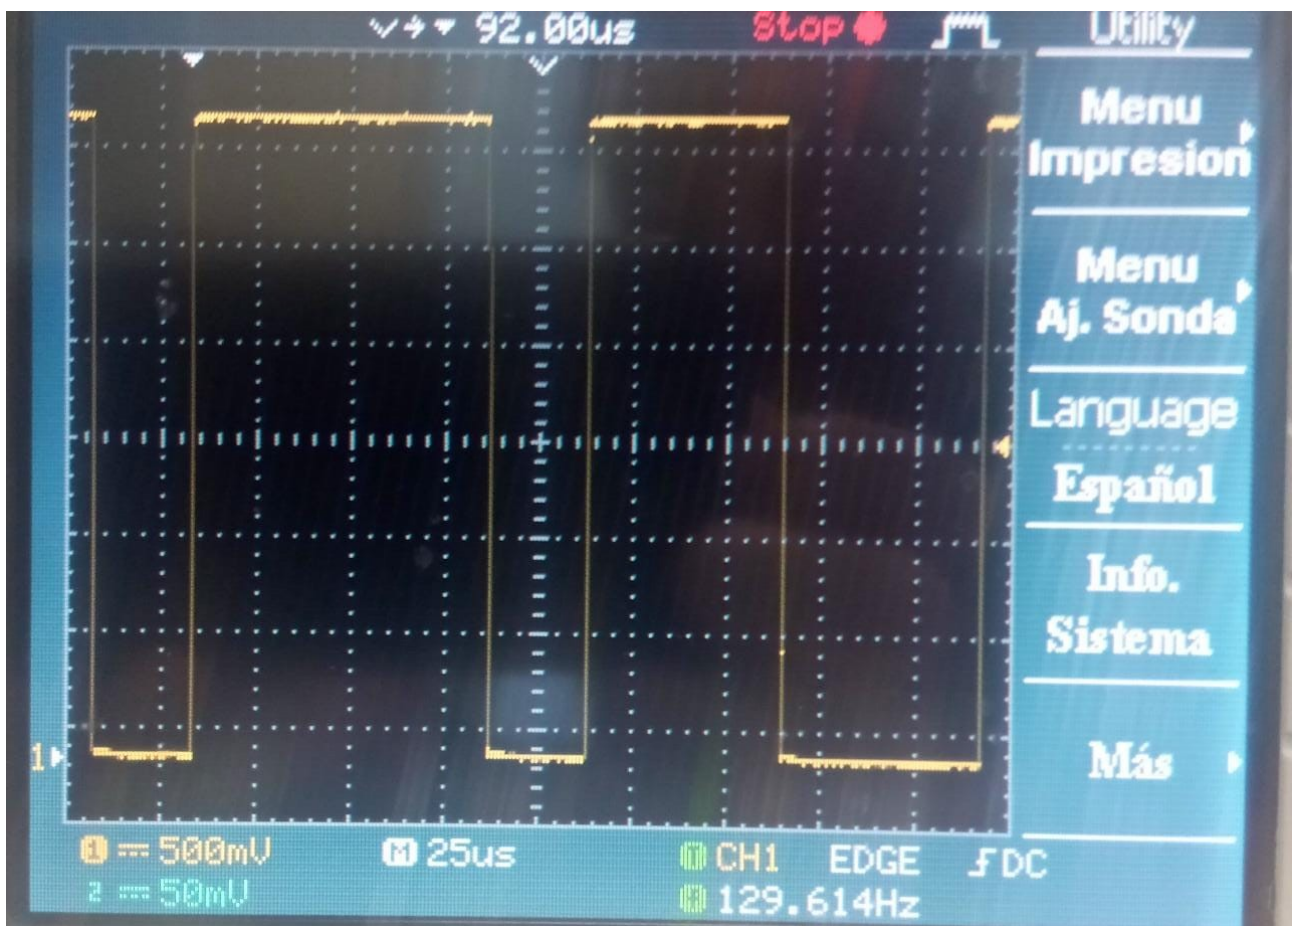 92.00us Stop Utility
Menu
Impresion
Menu
Aj. Sonda
Language
Español
Info.
Sistema
Más
1
1 500mV M 25us T CH1 EDGE DC
2 50mV 129.614Hz